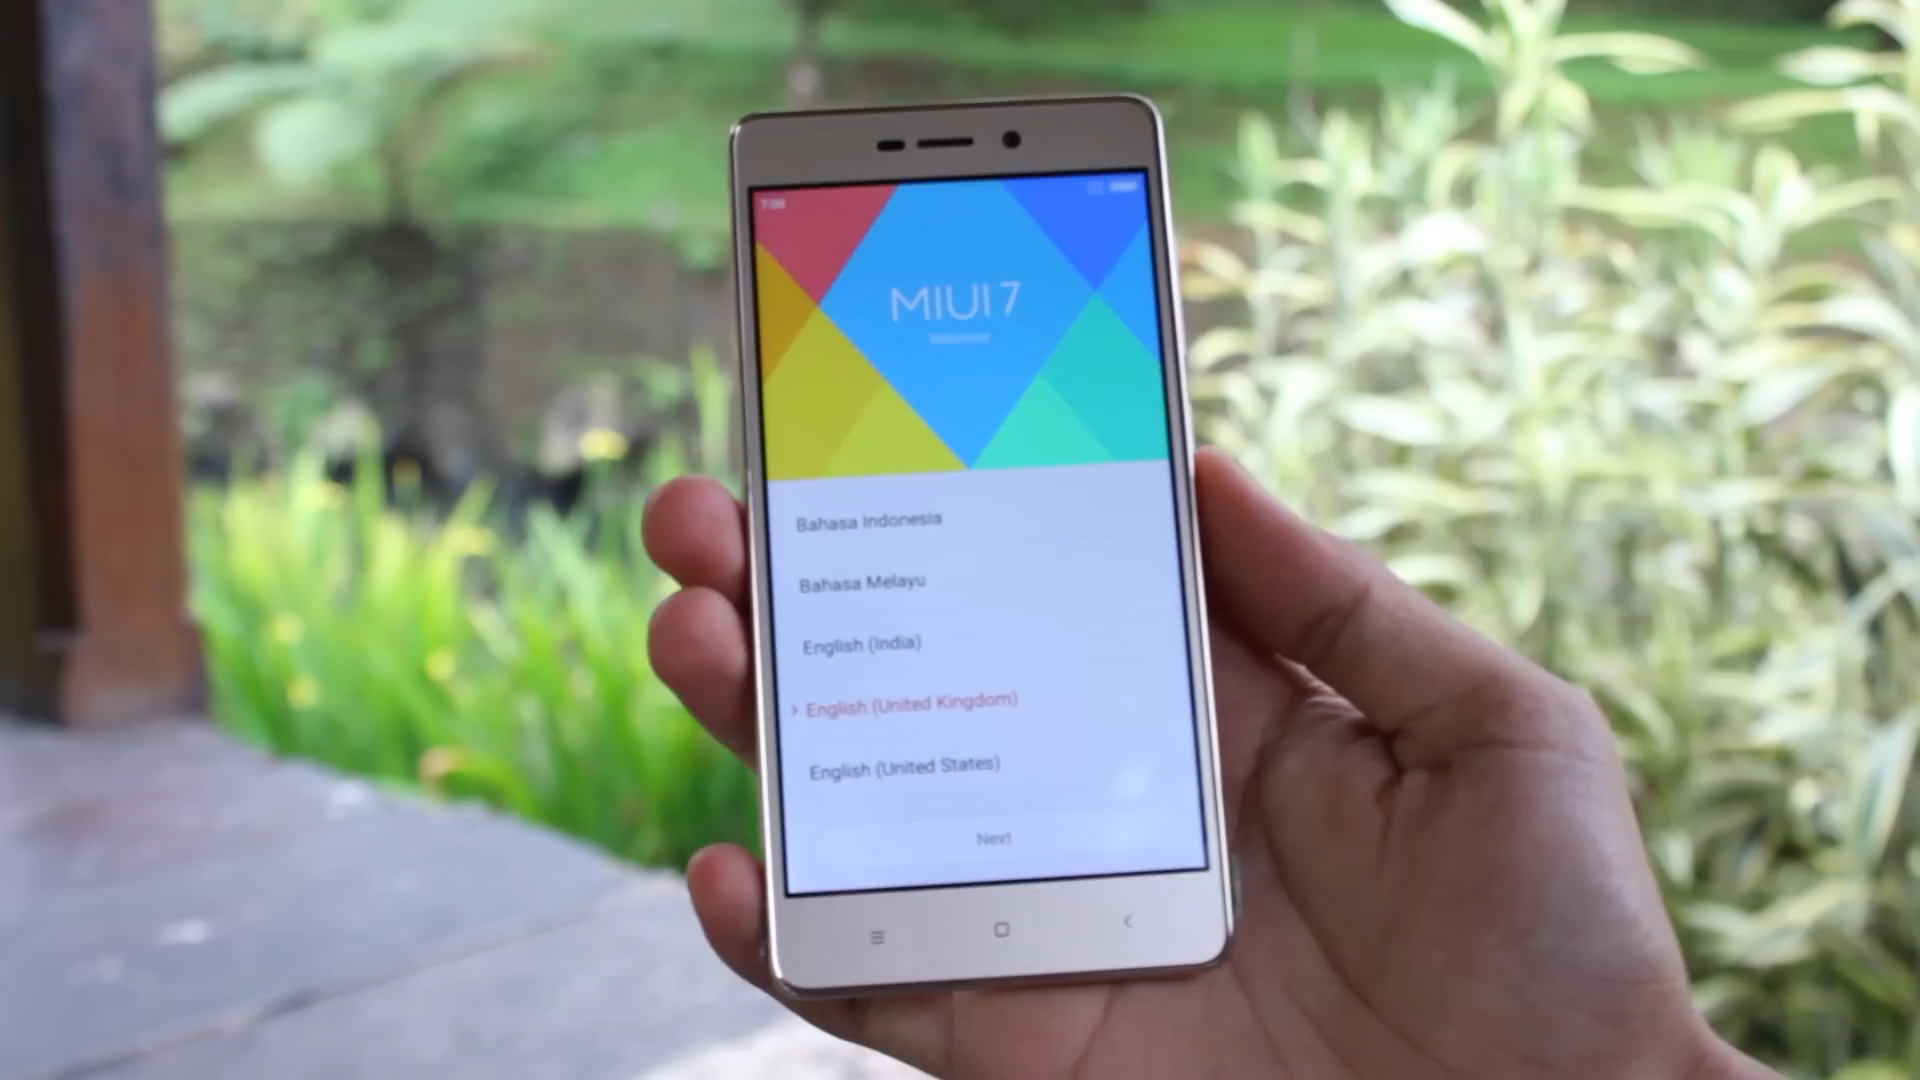 MIUI 7
Bahasa Indonesia
Bahasa Melayu
English (India)
> English (United Kingdom)
English (United States)
Next